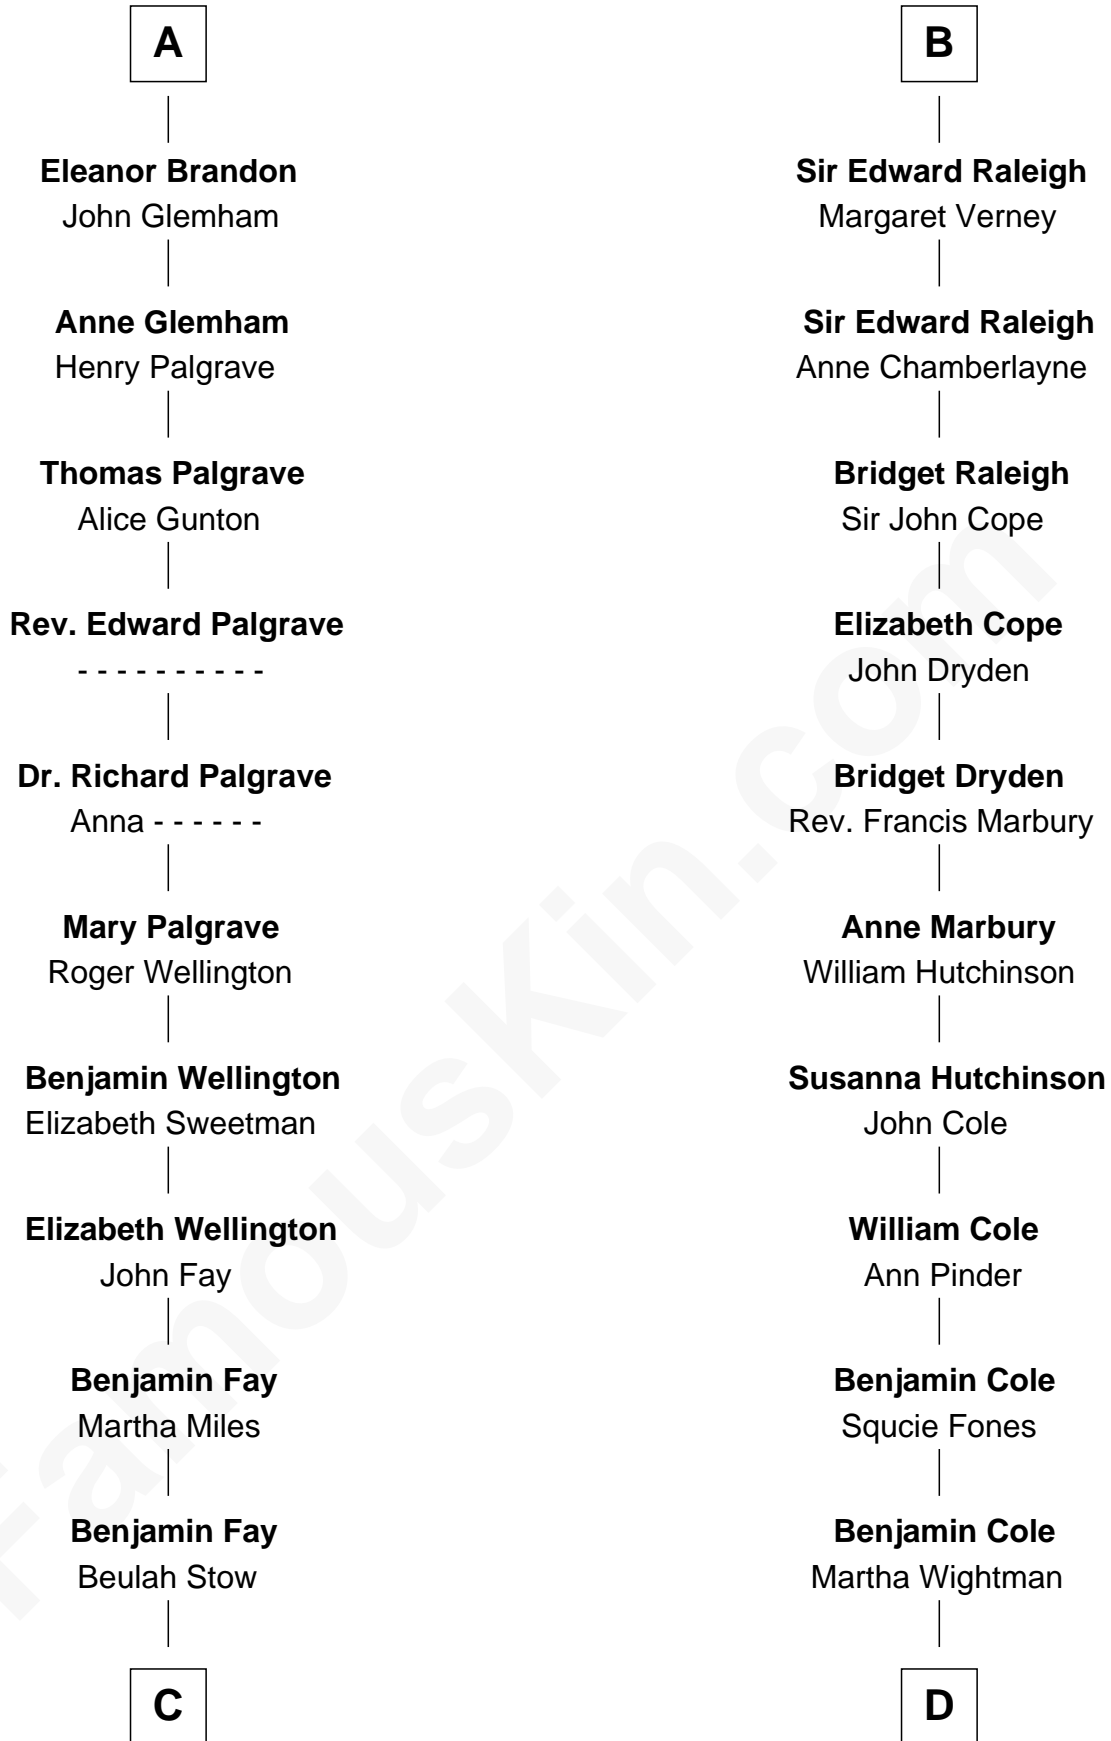 A
Eleanor Brandon
John Glemham
Anne Glemham
Henry Palgrave
Thomas Palgrave
Alice Gunton
Rev. Edward Palgrave
- - - - - - - - - -
Dr. Richard Palgrave
Anna - - - - - -
Mary Palgrave
Roger Wellington
Benjamin Wellington
Elizabeth Sweetman
Elizabeth Wellington
John Fay
Benjamin Fay
Martha Miles
Benjamin Fay
Beulah Stow
C
B
Sir Edward Raleigh
Margaret Verney
Sir Edward Raleigh
Anne Chamberlayne
Bridget Raleigh
Sir John Cope
Elizabeth Cope
John Dryden
Bridget Dryden
Rev. Francis Marbury
Anne Marbury
William Hutchinson
Susanna Hutchinson
John Cole
William Cole
Ann Pinder
Benjamin Cole
Squcie Fones
Benjamin Cole
Martha Wightman
D
FamousKin.com